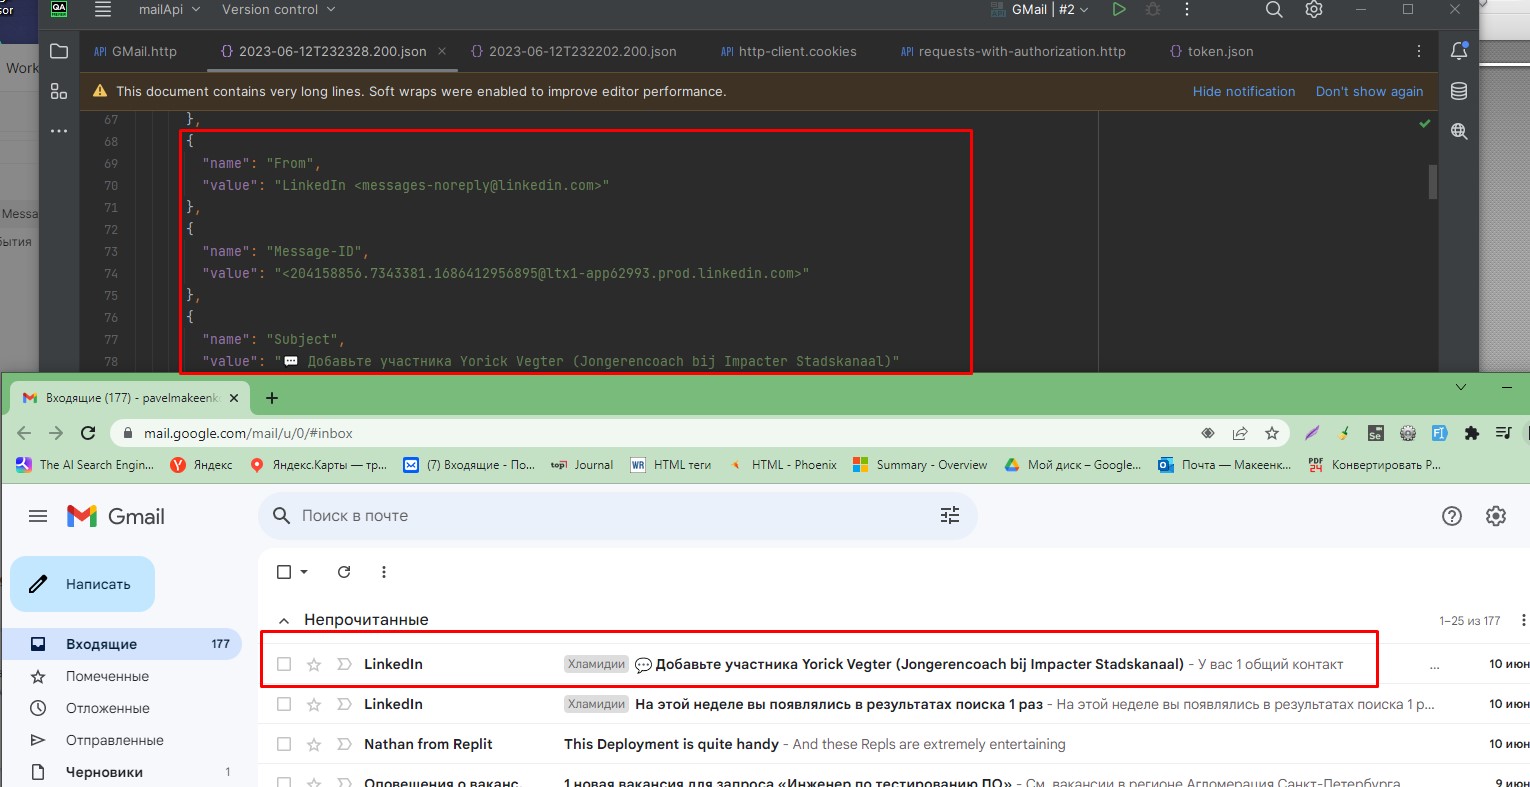 sor
QA
mailApi
Version control
GMail | #2
API GMail.http
{} 2023-06-12T232328.200.json
{} 2023-06-12T232202.200.json
API http-client.cookies
API requests-with-authorization.http
{} token.json
Work
This document contains very long lines. Soft wraps were enabled to improve editor performance.
Hide notification
Don't show again
67 },
68 {
69 "name": "From",
70 "value": "LinkedIn <messages-noreply@linkedin.com>"
71 },
72 {
73 "name": "Message-ID",
74 "value": "<204158856.7343381.1686412956895@ltx1-app62993.prod.linkedin.com>"
75 },
76 {
77 "name": "Subject",
78 "value": "💬 Добавьте участника Yorick Vegter (Jongerencoach bij Impacter Stadskanaal)"
Messa
бытия
Входящие (177) - pavelmakeenk
mail.google.com/mail/u/0/#inbox
The AI Search Engin...
Яндекс
Яндекс.Карты — тр...
(7) Входящие - По...
Journal
HTML теги
HTML - Phoenix
Summary - Overview
Мой диск – Google...
Почта — Макеенк...
Конвертировать P...
Gmail
Поиск в почте
Написать
Непрочитанные
1–25 из 177
Входящие 177
LinkedIn Хламидии 💬 Добавьте участника Yorick Vegter (Jongerencoach bij Impacter Stadskanaal) - У вас 1 общий контакт ... 10 июн
Помеченные
LinkedIn Хламидии На этой неделе вы появлялись в результатах поиска 1 раз - На этой неделе вы появлялись в результатах поиска 1 р... 10 июн
Отложенные
Nathan from Replit This Deployment is quite handy - And these Repls are extremely entertaining 10 июн
Отправленные
Черновики 1
Оповещения о ваканс. 1 новая вакансия для запроса «Инженер по тестированию ПО» - См. вакансии в регионе Агломерация Санкт-Петербурга 9 июн